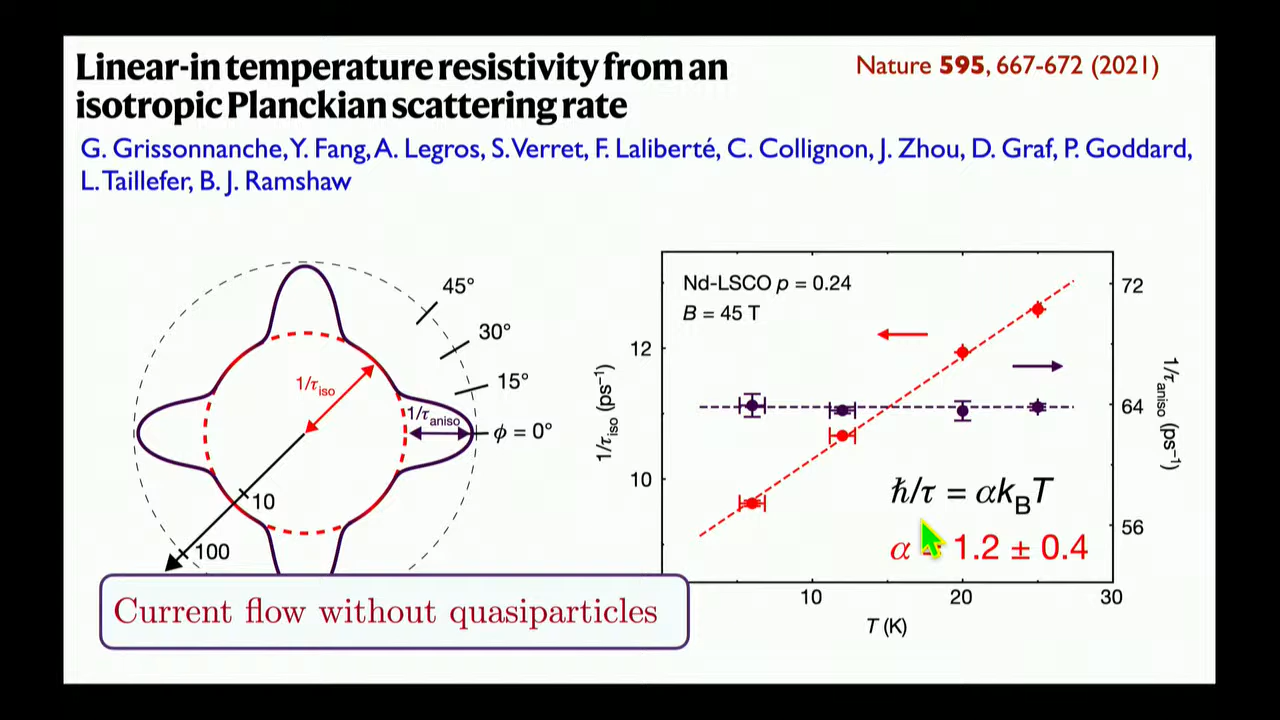 Linear-in temperature resistivity from an
isotropic Planckian scattering rate
Nature 595, 667-672 (2021)
G. Grissonnanche, Y. Fang, A. Legros, S. Verret, F. Laliberté, C. Collignon, J. Zhou, D. Graf, P. Goddard,
L. Taillefer, B. J. Ramshaw
45°
30°
15°
ϕ = 0°
1/τiso
1/τaniso
10
100
Current flow without quasiparticles
Nd-LSCO p = 0.24
B = 45 T
12
10
1/τiso (ps⁻¹)
72
64
56
1/τaniso (ps⁻¹)
ℏ/τ = αkBT
α = 1.2 ± 0.4
10 20 30
T (K)